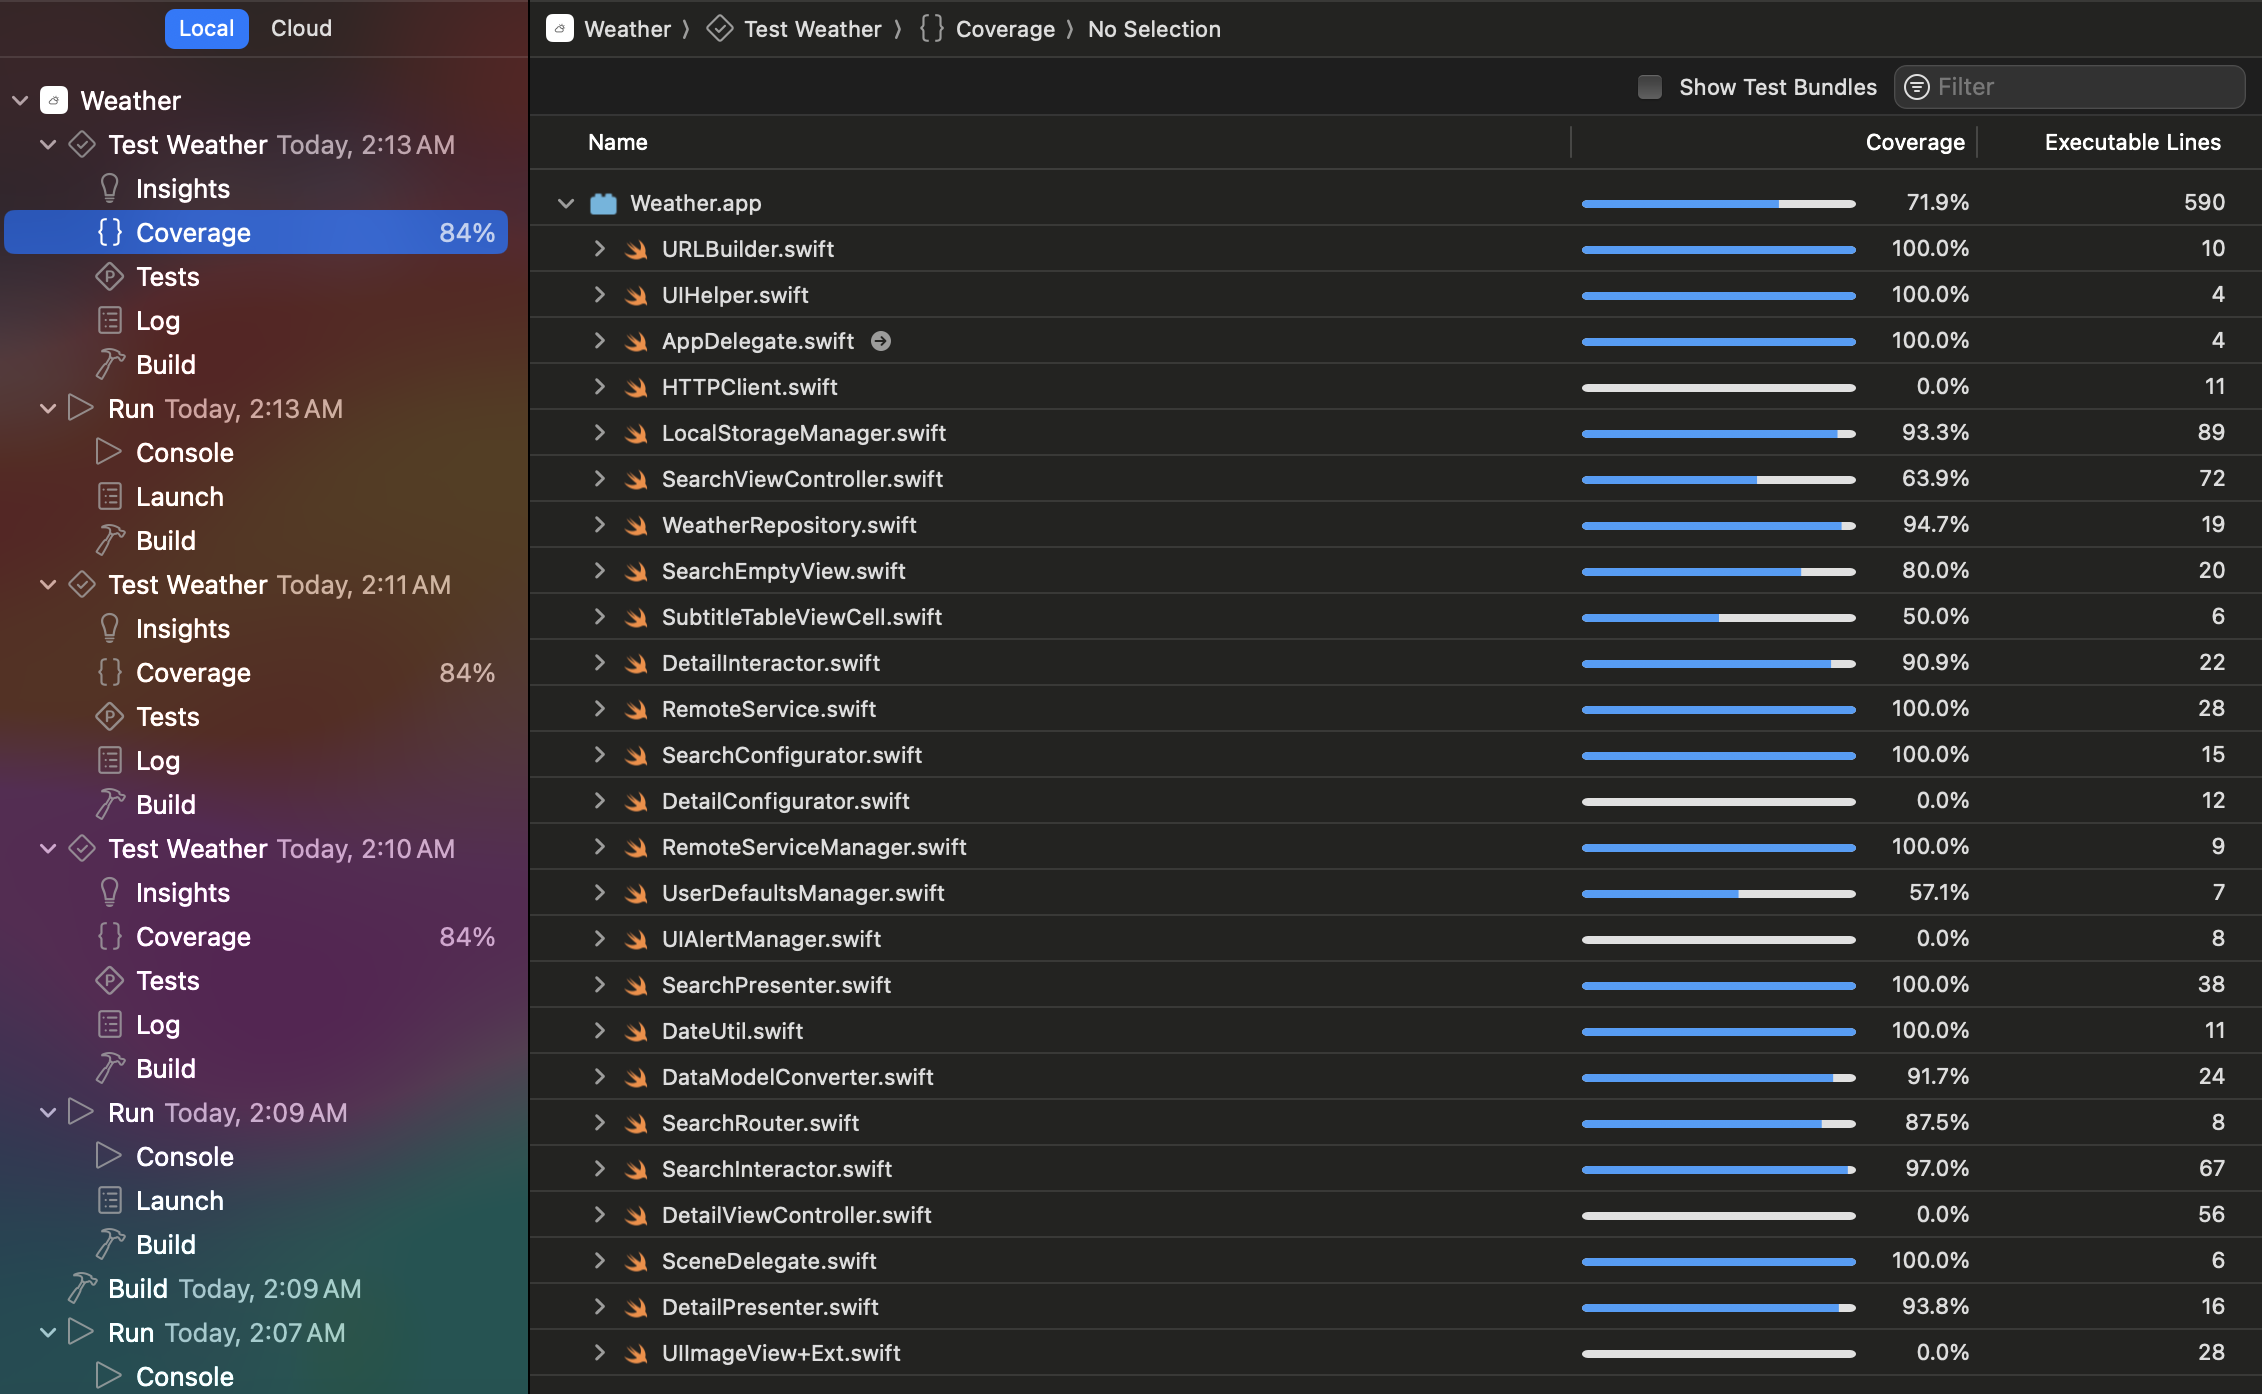 Local Cloud
Weather
Test Weather Today, 2:13 AM
Insights
Coverage 84%
Tests
Log
Build
Run Today, 2:13 AM
Console
Launch
Build
Test Weather Today, 2:11 AM
Insights
Coverage 84%
Tests
Log
Build
Test Weather Today, 2:10 AM
Insights
Coverage 84%
Tests
Log
Build
Run Today, 2:09 AM
Console
Launch
Build
Build Today, 2:09 AM
Run Today, 2:07 AM
Console
Weather 〉 Test Weather 〉 {} Coverage 〉 No Selection
Show Test Bundles Filter
Name Coverage Executable Lines
Weather.app 71.9% 590
URLBuilder.swift 100.0% 10
UIHelper.swift 100.0% 4
AppDelegate.swift 100.0% 4
HTTPClient.swift 0.0% 11
LocalStorageManager.swift 93.3% 89
SearchViewController.swift 63.9% 72
WeatherRepository.swift 94.7% 19
SearchEmptyView.swift 80.0% 20
SubtitleTableViewCell.swift 50.0% 6
DetailInteractor.swift 90.9% 22
RemoteService.swift 100.0% 28
SearchConfigurator.swift 100.0% 15
DetailConfigurator.swift 0.0% 12
RemoteServiceManager.swift 100.0% 9
UserDefaultsManager.swift 57.1% 7
UIAlertManager.swift 0.0% 8
SearchPresenter.swift 100.0% 38
DateUtil.swift 100.0% 11
DataModelConverter.swift 91.7% 24
SearchRouter.swift 87.5% 8
SearchInteractor.swift 97.0% 67
DetailViewController.swift 0.0% 56
SceneDelegate.swift 100.0% 6
DetailPresenter.swift 93.8% 16
UIImageView+Ext.swift 0.0% 28